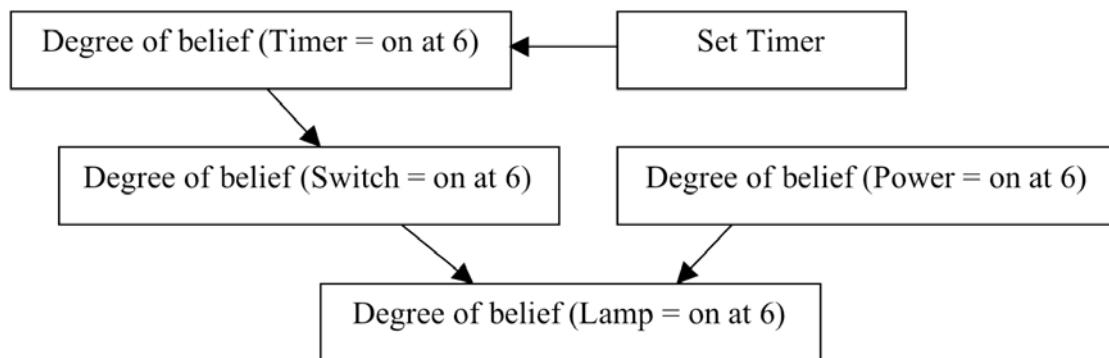 Degree of belief (Timer = on at 6)
Set Timer
Degree of belief (Switch = on at 6)
Degree of belief (Power = on at 6)
Degree of belief (Lamp = on at 6)